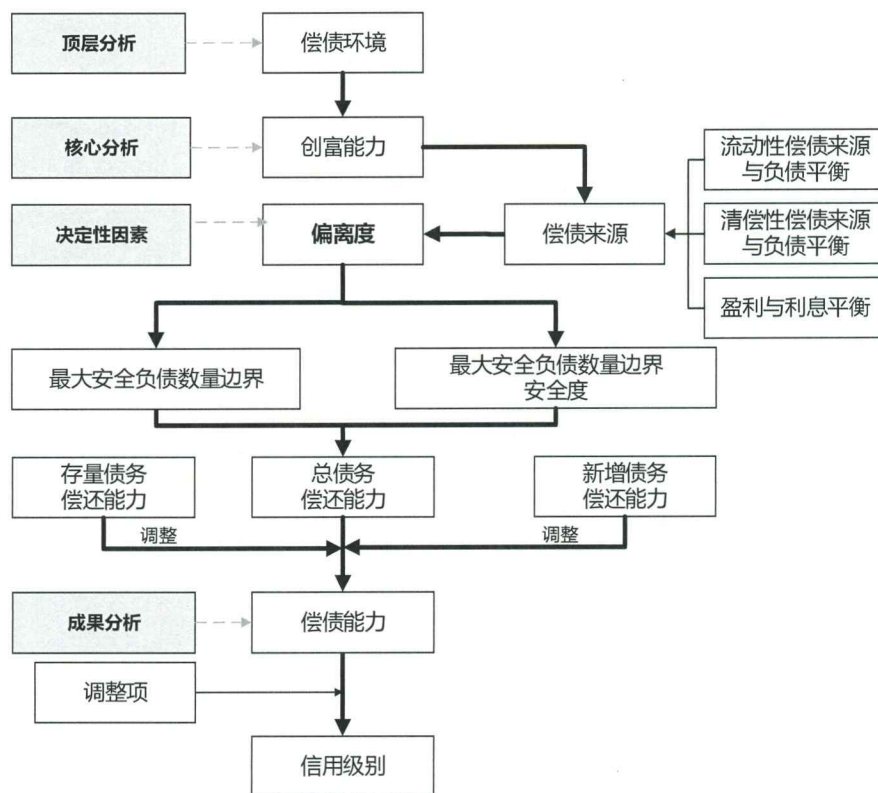 顶层分析
偿债环境
核心分析
创富能力
流动性偿债来源
与负债平衡
决定性因素
偏离度
偿债来源
清偿性偿债来源
与负债平衡
盈利与利息平衡
最大安全负债数量边界
最大安全负债数量边界
安全度
存量债务
偿还能力
总债务
偿还能力
新增债务
偿还能力
调整
调整
成果分析
偿债能力
调整项
信用级别